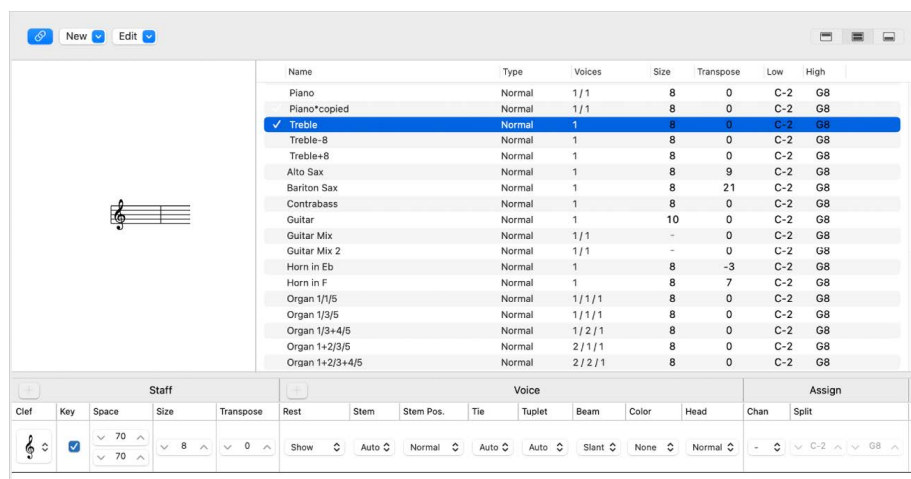 New Edit
Name Type Voices Size Transpose Low High
Piano Normal 1/1 8 0 C-2 G8
Piano*copied Normal 1/1 8 0 C-2 G8
✓ Treble Normal 1 8 0 C-2 G8
Treble-8 Normal 1 8 0 C-2 G8
Treble+8 Normal 1 8 0 C-2 G8
Alto Sax Normal 1 8 9 C-2 G8
Bariton Sax Normal 1 8 21 C-2 G8
Contrabass Normal 1 8 0 C-2 G8
Guitar Normal 1 10 0 C-2 G8
Guitar Mix Normal 1/1 - 0 C-2 G8
Guitar Mix 2 Normal 1/1 - 0 C-2 G8
Horn in Eb Normal 1 8 -3 C-2 G8
Horn in F Normal 1 8 7 C-2 G8
Organ 1/1/5 Normal 1/1/1 8 0 C-2 G8
Organ 1/3/5 Normal 1/1/1 8 0 C-2 G8
Organ 1/3+4/5 Normal 1/2/1 8 0 C-2 G8
Organ 1+2/3/5 Normal 2/1/1 8 0 C-2 G8
Organ 1+2/3+4/5 Normal 2/2/1 8 0 C-2 G8
+ Staff + Voice Assign
Clef Key Space Size Transpose Rest Stem Stem Pos. Tie Tuplet Beam Color Head Chan Split
70
8 0 Show Auto Normal Auto Auto Slant None Normal - C-2 G8
70